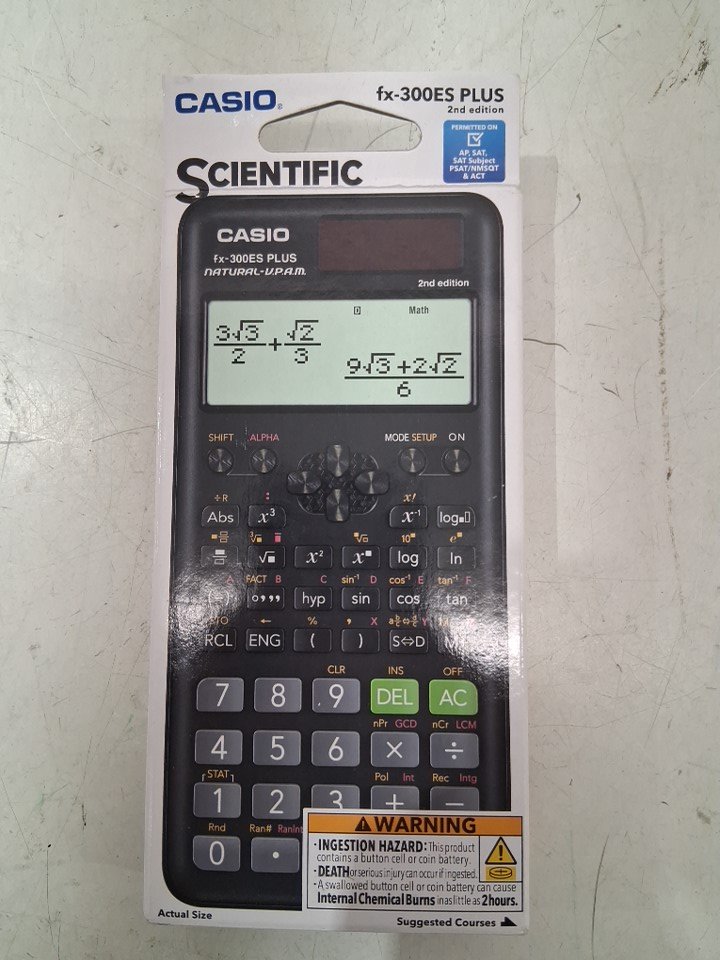 CASIO®
fx-300ES PLUS
2nd edition
PERMITTED ON
AP, SAT,
SAT Subject
PSAT/NMSQT
& ACT
SCIENTIFIC
CASIO
fx-300ES PLUS
NATURAL-V.P.A.M.
2nd edition
D Math
3√3/2 + √2/3
9√3+2√2/6
SHIFT ALPHA MODE SETUP ON
÷R : x!
Abs x³ x⁻¹ log
³√ √ 10 e
√ x² x log ln
A FACT B C sin⁻¹ D cos⁻¹ E tan⁻¹ F
(−) hyp sin cos tan
← % , X Y
RCL ENG ( ) S⇔D
CLR INS OFF
7 8 9 DEL AC
nPr GCD nCr LCM
4 5 6 × ÷
STAT Pol Int Rec Intg
1 2 3 + −
Rnd Ran# RanInt
0 •
WARNING
• INGESTION HAZARD: This product
contains a button cell or coin battery.
• DEATH or serious injury can occur if ingested.
• A swallowed button cell or coin battery can cause
Internal Chemical Burns in as little as 2 hours.
Actual Size
Suggested Courses